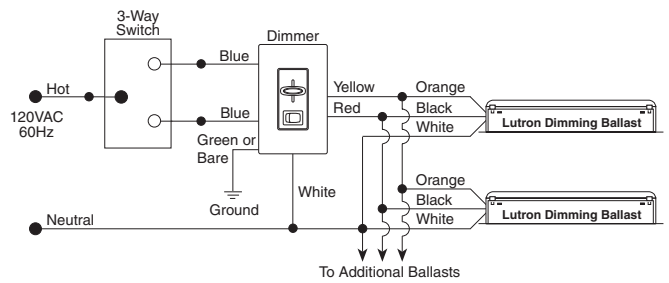 3-Way
Switch
Dimmer
Blue
Hot
Yellow
Orange
Red
Black
120VAC
60Hz
Blue
White
Lutron Dimming Ballast
Green or
Bare
Orange
White
Black
Ground
White
Lutron Dimming Ballast
Neutral
To Additional Ballasts